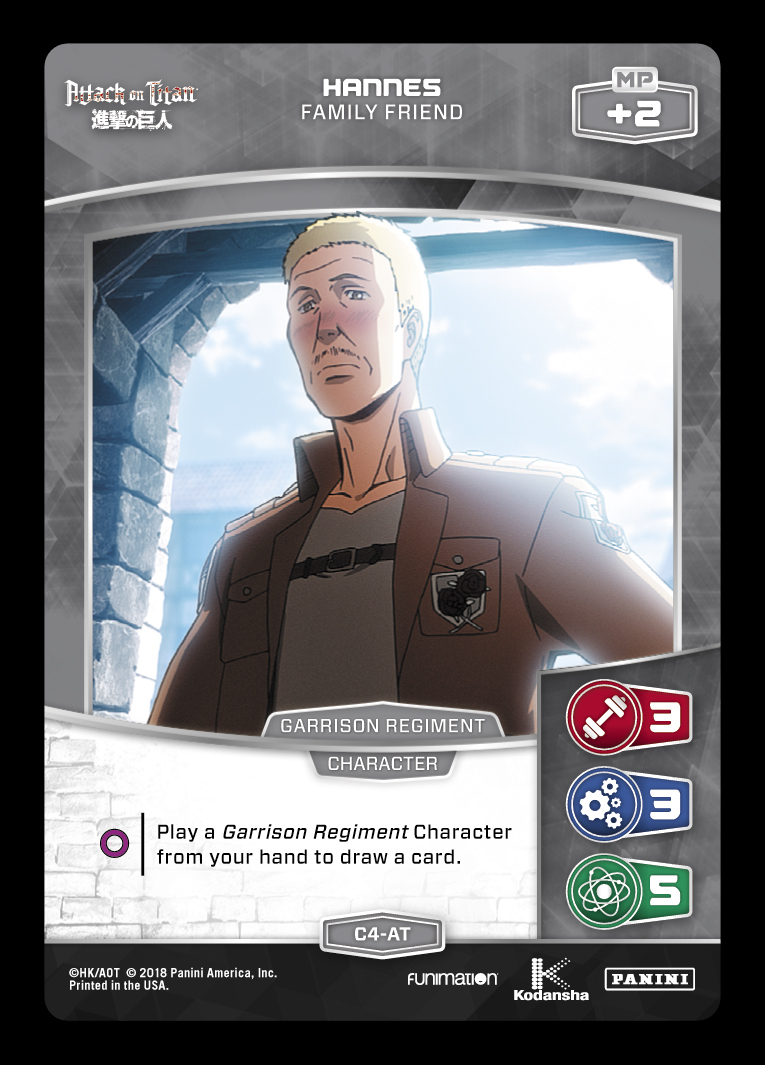 Attack on Titan
進撃の巨人
HANNES
FAMILY FRIEND
MP
+2
GARRISON REGIMENT
CHARACTER
3
3
5
Play a Garrison Regiment Character
from your hand to draw a card.
C4-AT
©HK/AOT © 2018 Panini America, Inc.
Printed in the USA.
FUNIMATION
Kodansha
PANINI